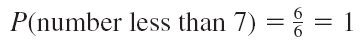 P(number less than 7) = 6/6 = 1